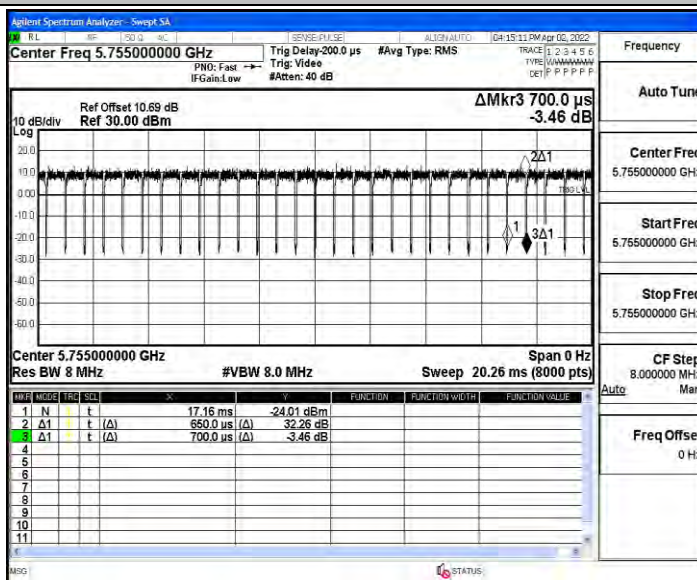 Agilent Spectrum Analyzer - Swept SA
RL RF 50 Ω AC SENSE:PULSE ALIGN AUTO 04:15:11 PM Apr 02, 2022
Center Freq 5.755000000 GHz
PNO: Fast
IFGain:Low
Trig Delay-200.0 µs
Trig: Video
#Atten: 40 dB
#Avg Type: RMS
TRACE 1 2 3 4 5 6
TYPE
DET P P P P P P
Ref Offset 10.69 dB
Ref 30.00 dBm
10 dB/div
Log
ΔMkr3 700.0 µs
-3.46 dB
20.0
10.0
0.00
-10.0
-20.0
-30.0
-40.0
-50.0
-60.0
2Δ1
TRIG LVL
1
3Δ1
Center 5.755000000 GHz
Span 0 Hz
Res BW 8 MHz
#VBW 8.0 MHz
Sweep 20.26 ms (8000 pts)
MKR MODE TRC SCL X Y FUNCTION FUNCTION WIDTH FUNCTION VALUE
1 N t 17.16 ms -24.01 dBm
2 Δ1 t (Δ) 650.0 µs (Δ) 32.26 dB
3 Δ1 t (Δ) 700.0 µs (Δ) -3.46 dB
4
5
6
7
8
9
10
11
MSG
STATUS
Frequency
Auto Tune
Center Freq
5.755000000 GHz
Start Freq
5.755000000 GHz
Stop Freq
5.755000000 GHz
CF Step
8.000000 MHz
Auto Man
Freq Offset
0 Hz